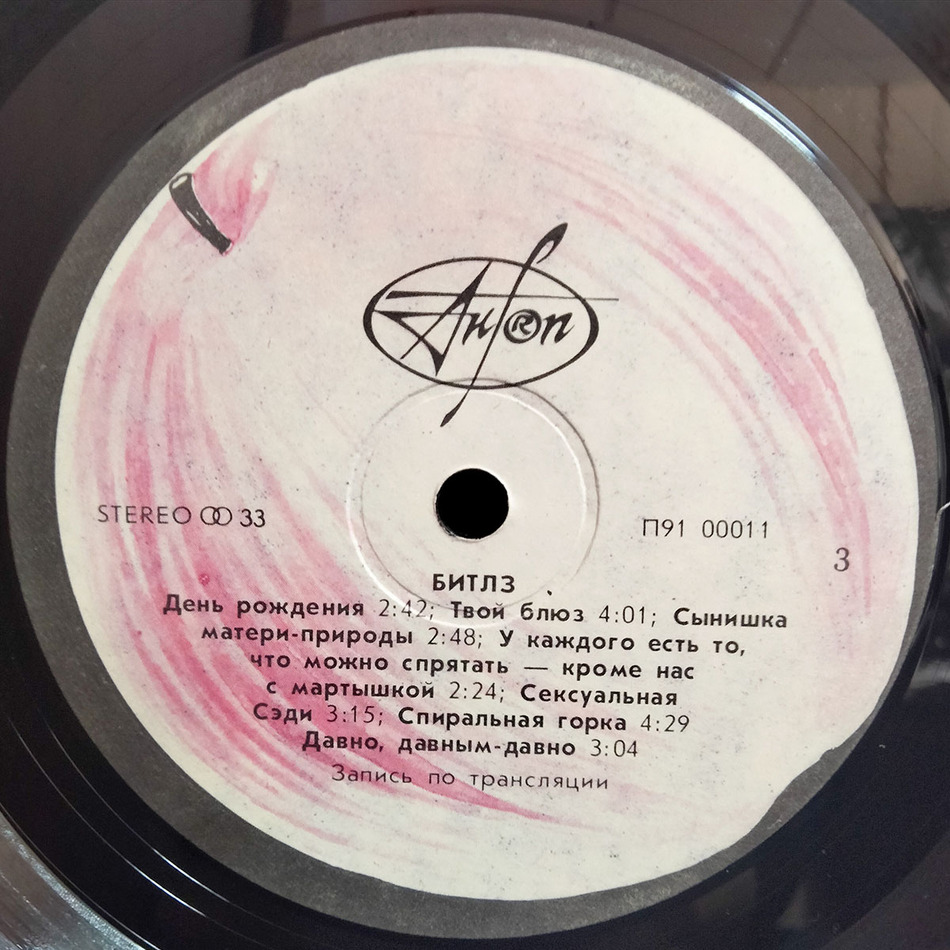 АнТ®оп
STEREO 33
П91 00011
3
БИТЛЗ
День рождения 2:42; Твой блюз 4:01; Сынишка
матери-природы 2:48; У каждого есть то,
что можно спрятать — кроме нас
с мартышкой 2:24; Сексуальная
Сэди 3:15; Спиральная горка 4:29
Давно, давным-давно 3:04
Запись по трансляции